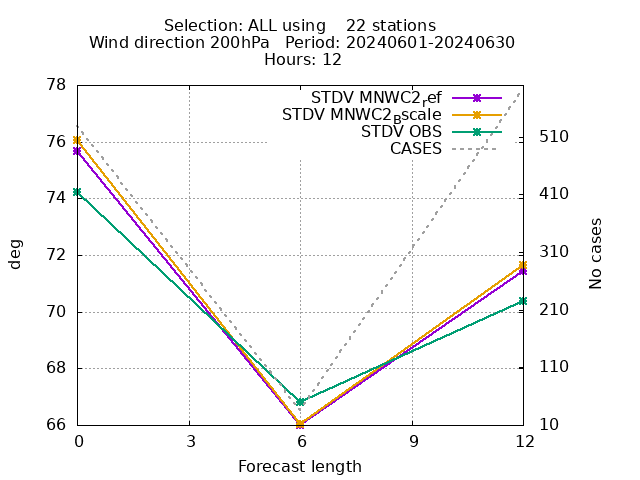 Selection: ALL using    22 stations
Wind direction 200hPa   Period: 20240601-20240630
Hours: 12
78
76
74
72
70
68
66
deg
STDV MNWC2ref
STDV MNWC2Bscale
STDV OBS
CASES
510
410
310
210
110
10
No cases
0 3 6 9 12
Forecast length